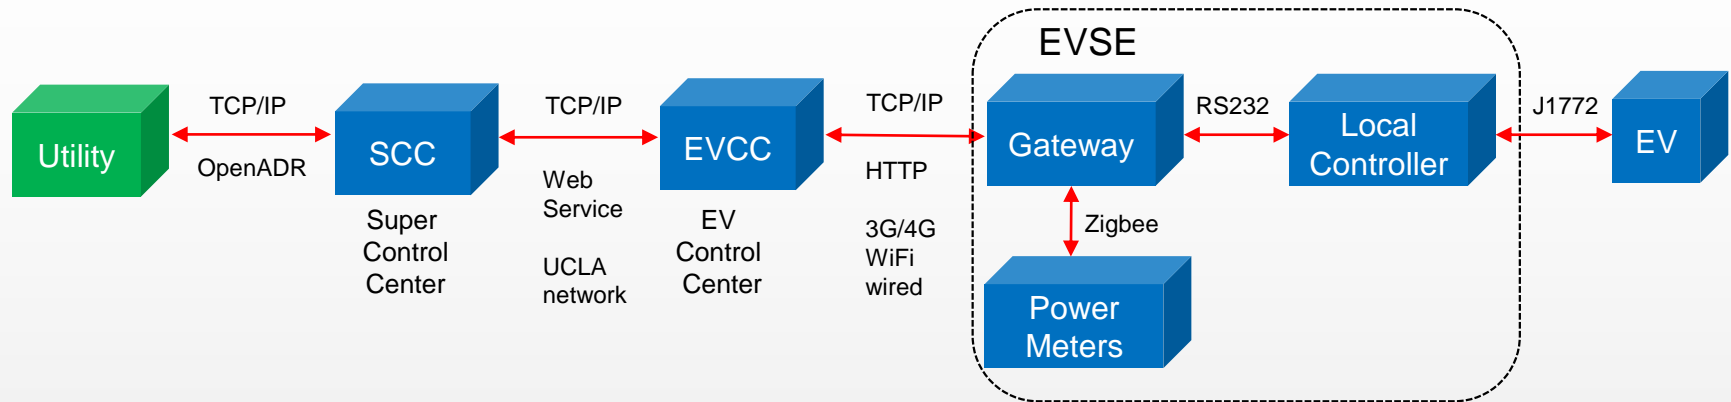 EVSE
Utility
TCP/IP
OpenADR
SCC
Super
Control
Center
TCP/IP
Web
Service
UCLA
network
EVCC
EV
Control
Center
TCP/IP
HTTP
3G/4G
WiFi
wired
Gateway
RS232
Local
Controller
J1772
EV
Zigbee
Power
Meters